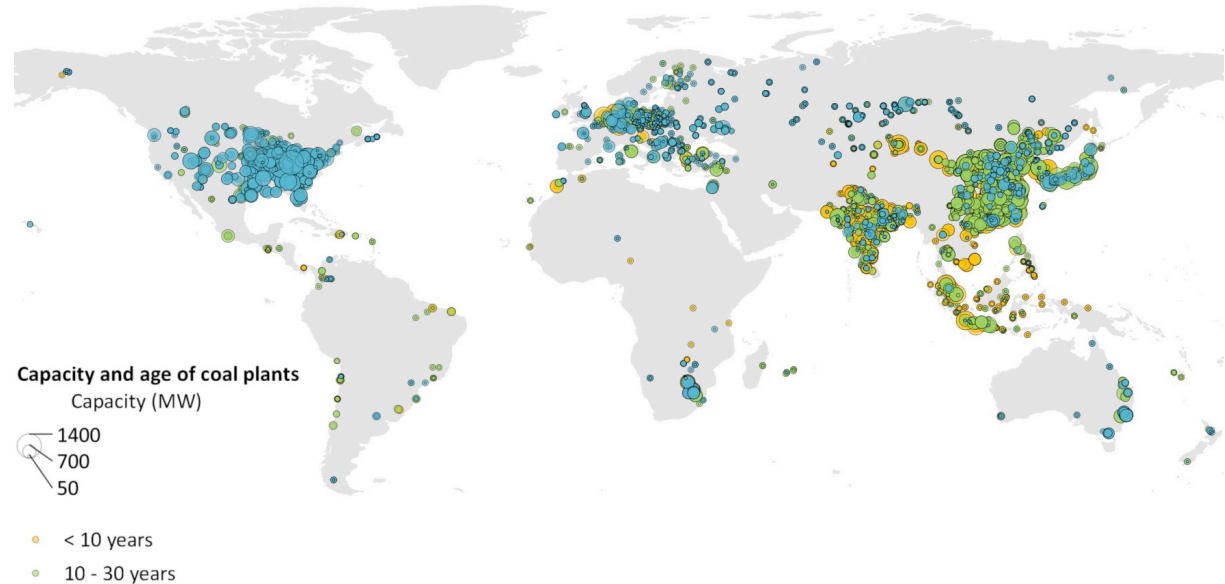 Capacity and age of coal plants
Capacity (MW)
1400
700
50
< 10 years
10 - 30 years